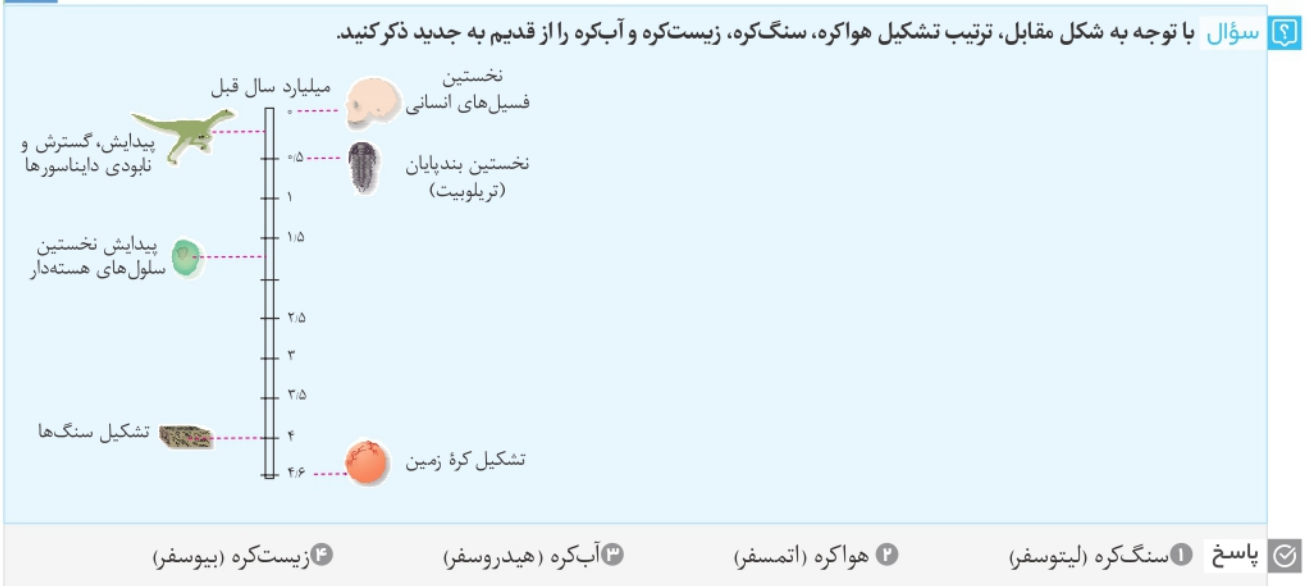 سؤال با توجه به شکل مقابل، ترتیب تشکیل هواکره، سنگ‌کره، زیست‌کره و آب‌کره را از قدیم به جدید ذکر کنید.
میلیارد سال قبل
نخستین
فسیل‌های انسانی
۰
پیدایش، گسترش و
نابودی دایناسورها
۰/۵
نخستین بندپایان
(تریلوبیت)
۱
۱/۵
پیدایش نخستین
سلول‌های هسته‌دار
۲/۵
۳
۳/۵
تشکیل سنگ‌ها
۴
تشکیل کرهٔ زمین
۴/۶
پاسخ ۱ سنگ‌کره (لیتوسفر) ۲ هواکره (اتمسفر) ۳ آب‌کره (هیدروسفر) ۴ زیست‌کره (بیوسفر)